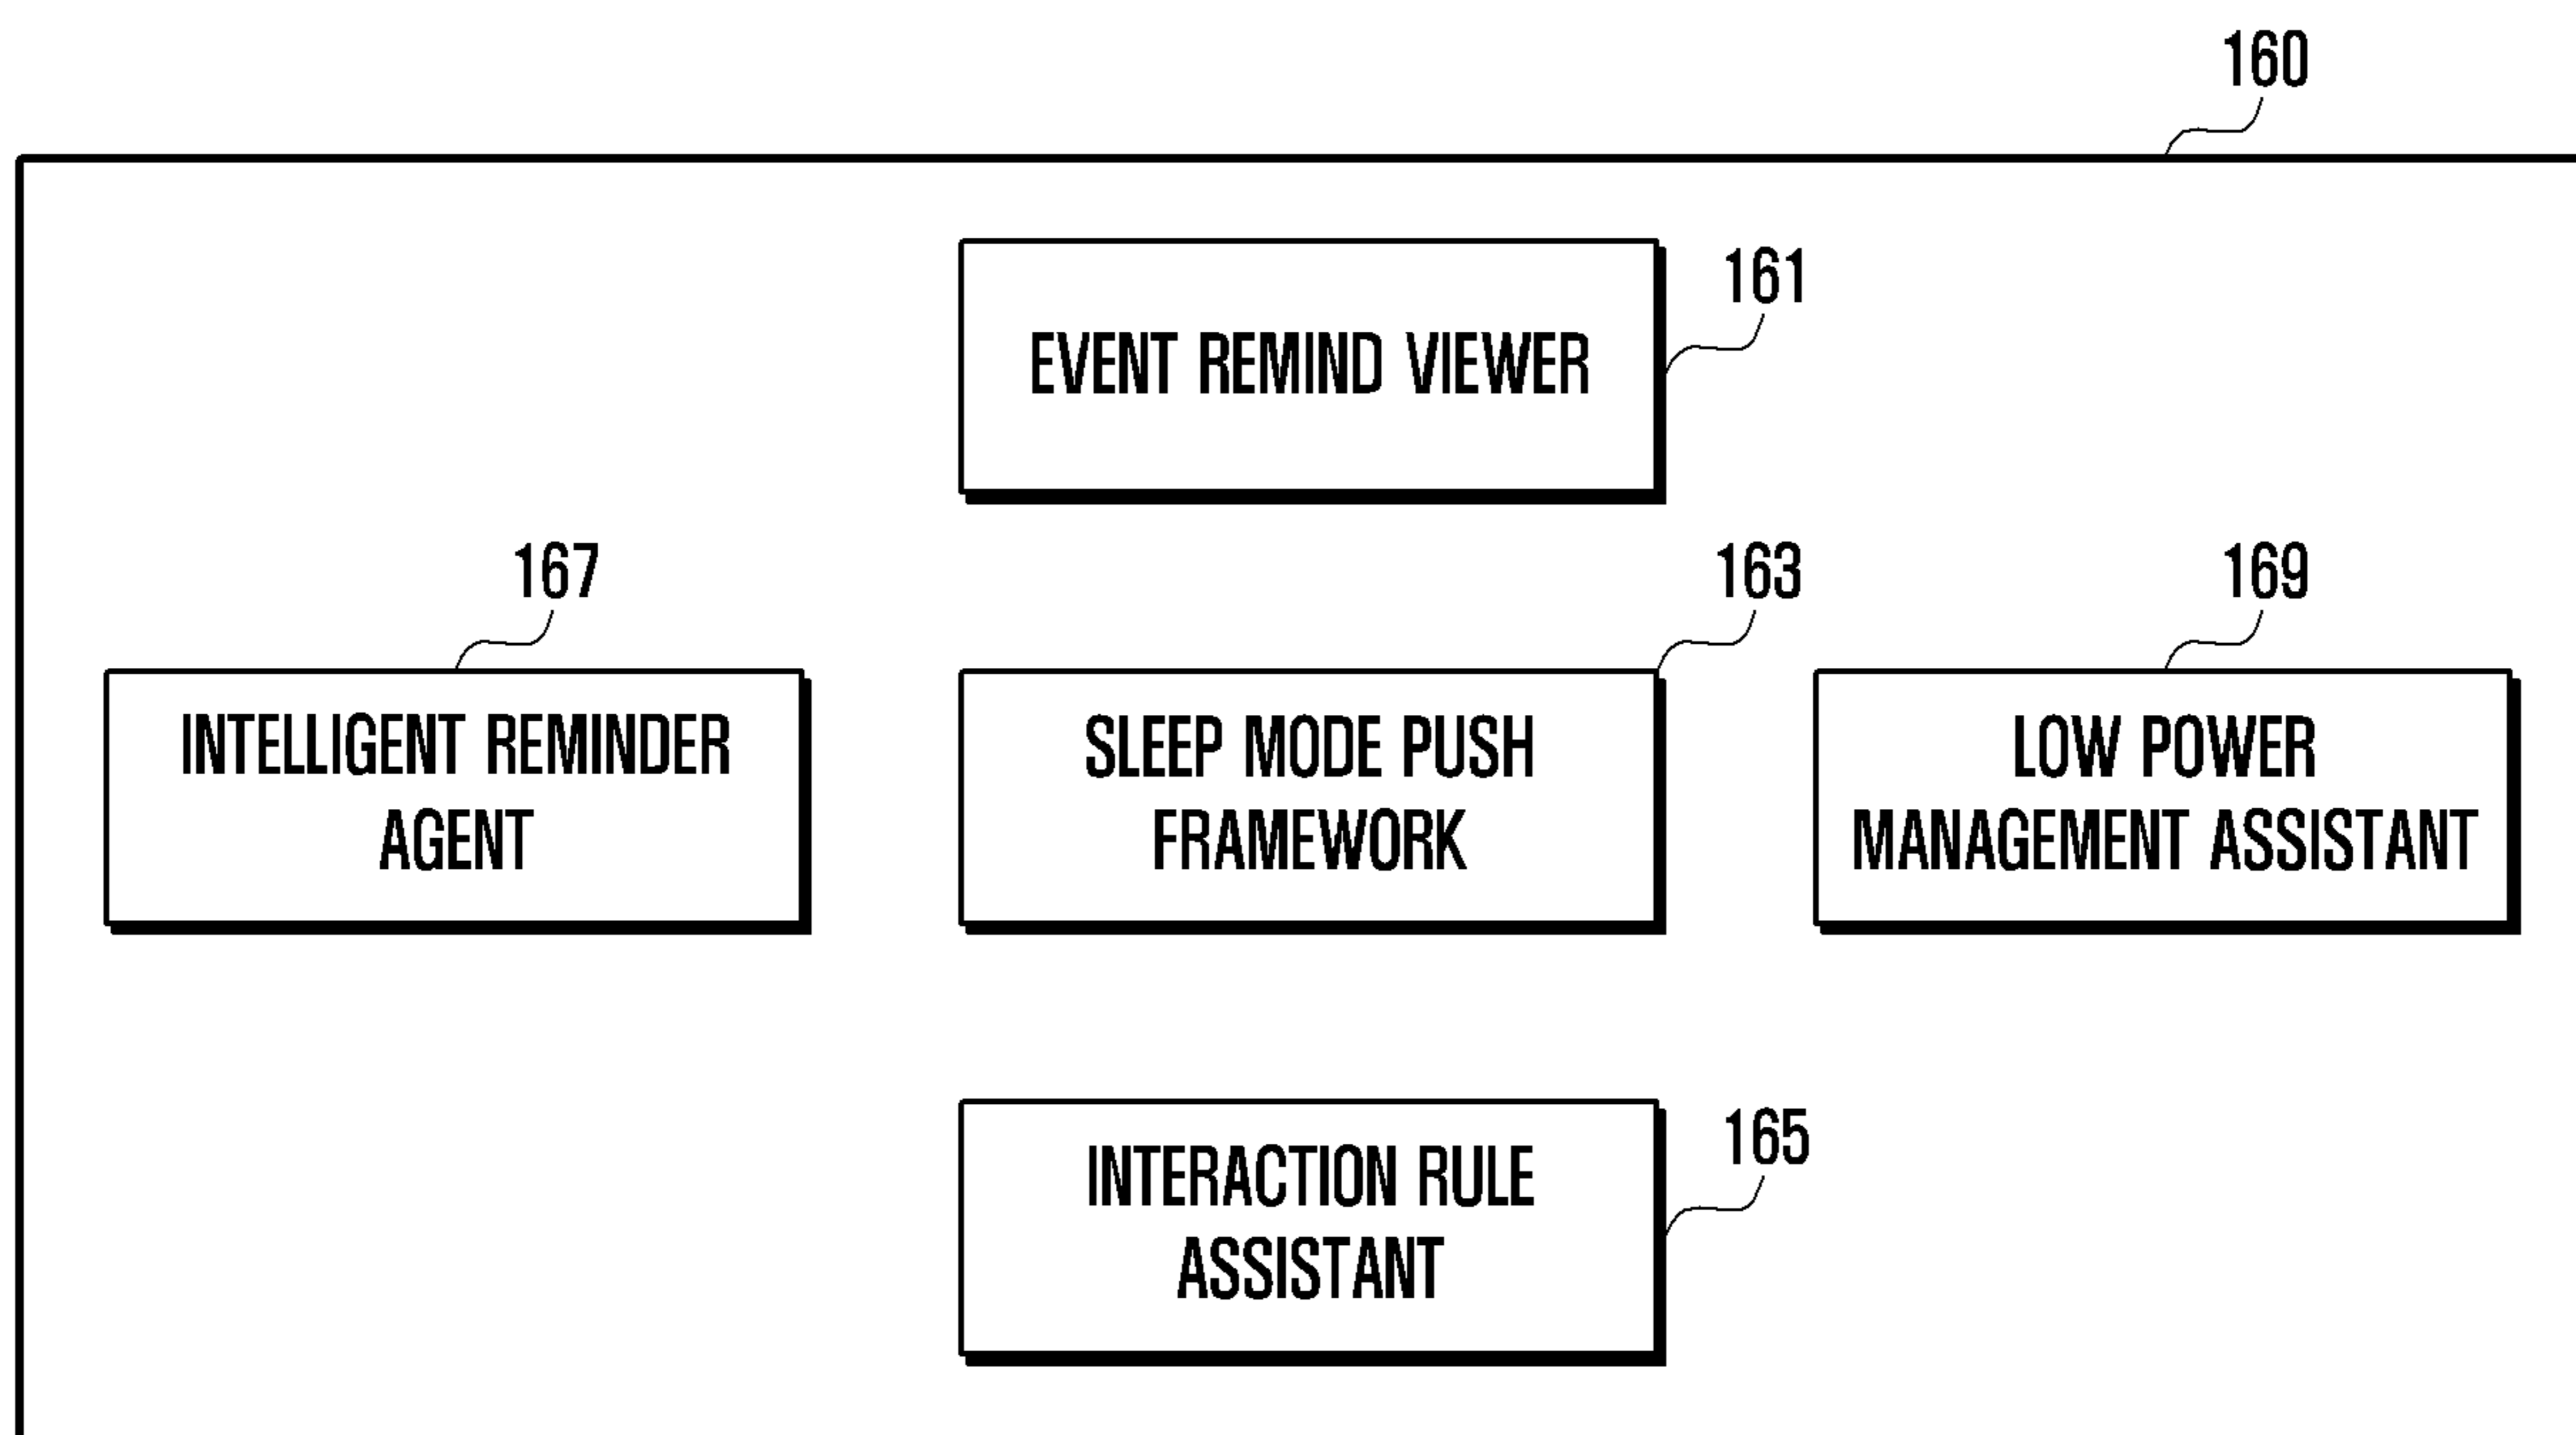 160
EVENT REMIND VIEWER
161
167
163
169
INTELLIGENT REMINDER
AGENT
SLEEP MODE PUSH
FRAMEWORK
LOW POWER
MANAGEMENT ASSISTANT
INTERACTION RULE
ASSISTANT
165